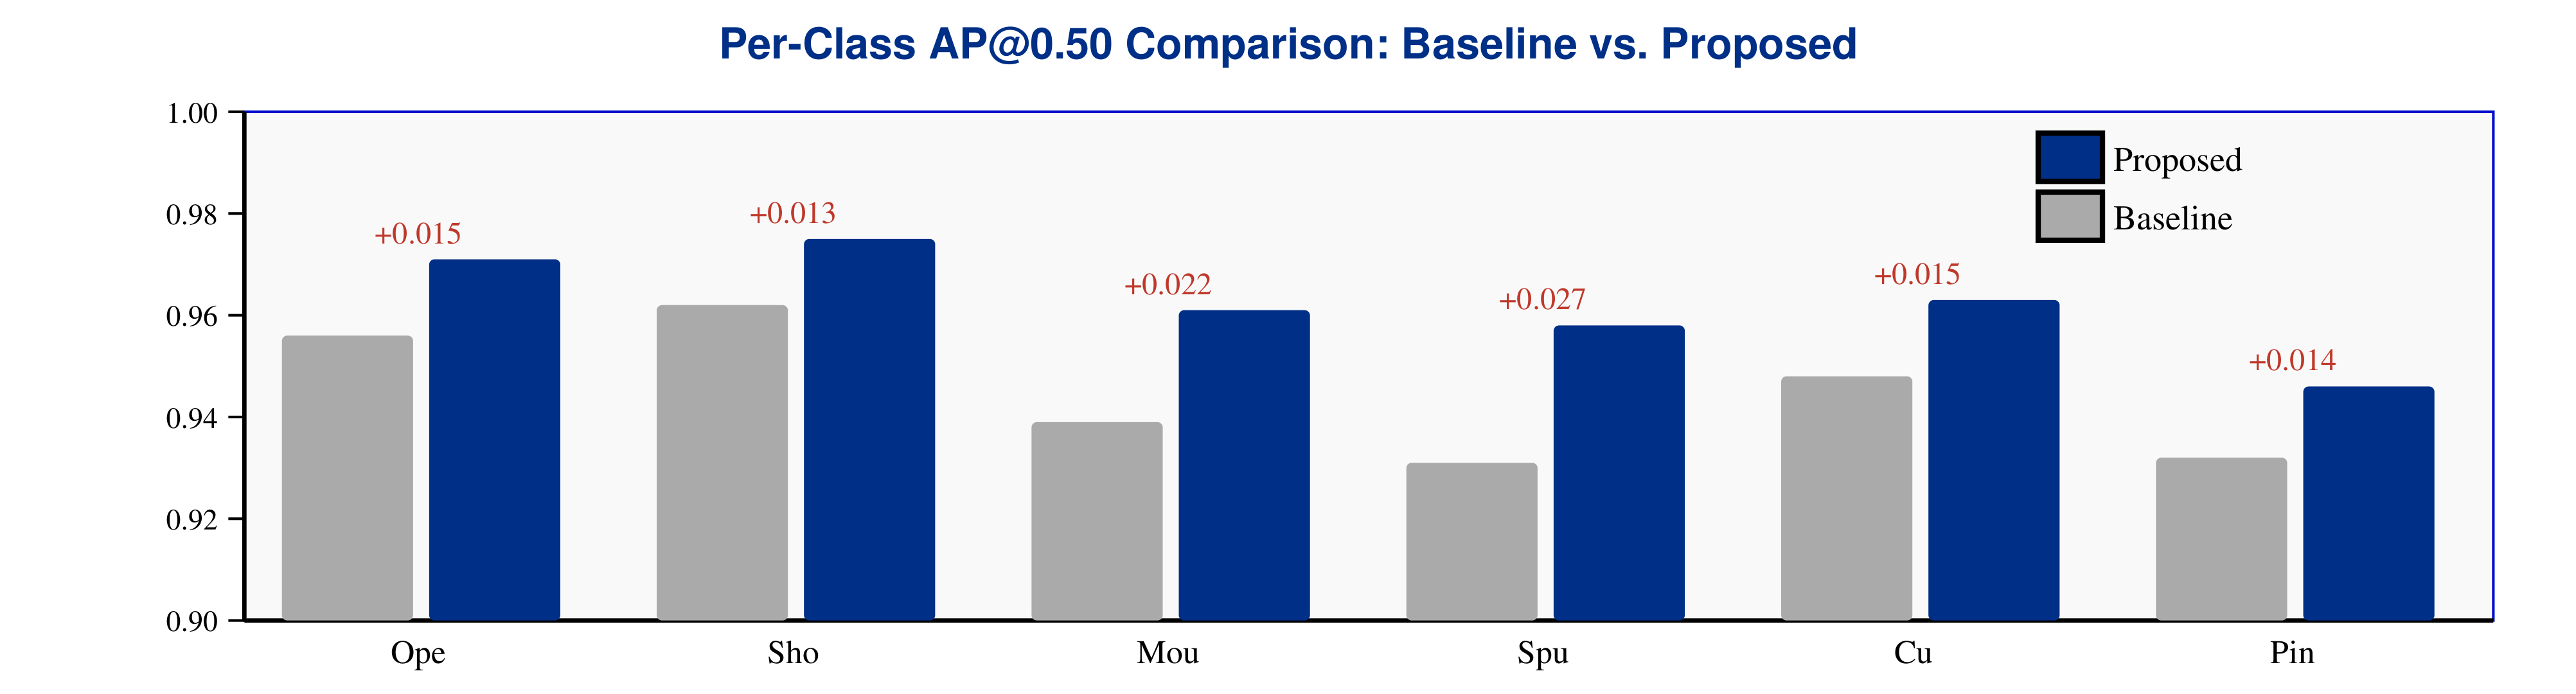 Per-Class AP@0.50 Comparison: Baseline vs. Proposed
1.00
0.98
0.96
0.94
0.92
0.90
+0.015
+0.013
+0.022
+0.027
+0.015
+0.014
Proposed
Baseline
Ope
Sho
Mou
Spu
Cu
Pin